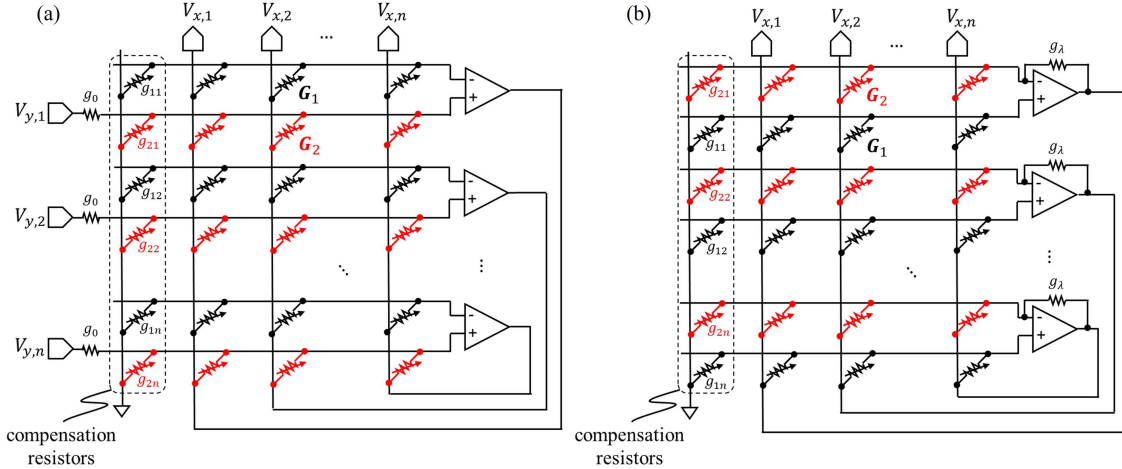 (a)
V_{x,1} V_{x,2} ... V_{x,n}
g_{11}
G_1
-
+
g_0
V_{y,1}
g_{21}
G_2
g_{12}
-
+
g_0
V_{y,2}
g_{22}
g_{1n}
-
+
g_0
V_{y,n}
g_{2n}
compensation
resistors
(b)
V_{x,1} V_{x,2} ... V_{x,n}
g_λ
g_{21}
G_2
-
+
g_{11}
G_1
g_λ
g_{22}
-
+
g_{12}
g_λ
g_{2n}
-
+
g_{1n}
compensation
resistors